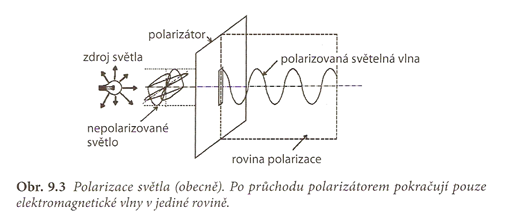 polarizátor
zdroj světla
polarizovaná světelná vlna
nepolarizované
světlo
rovina polarizace
Obr. 9.3 Polarizace světla (obecně). Po průchodu polarizátorem pokračují pouze
elektromagnetické vlny v jediné rovině.